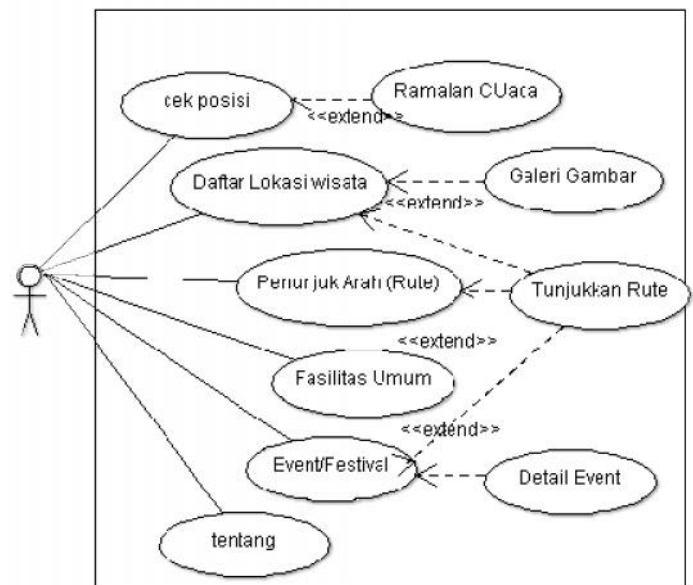 cek posisi
Ramalan CUaca
<<extend>>
Daftar Lokasi wisata
Galeri Gambar
<<extend>>
Penunjuk Arah (Rute)
Tunjukkan Rute
<<extend>>
Fasilitas Umum
<<extend>>
Event/Festival
Detail Event
tentang